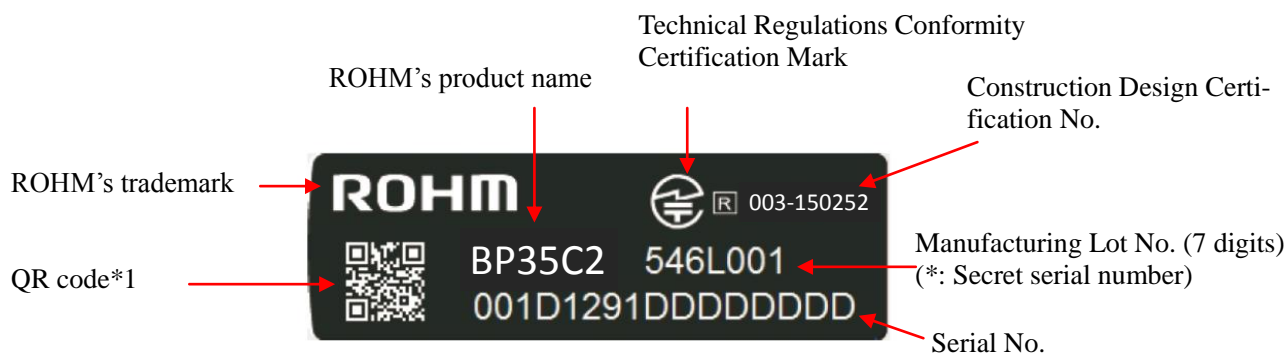 Technical Regulations Conformity
Certification Mark
ROHM's product name
Construction Design Certi-
fication No.
ROHM's trademark
ROHM
R 003-150252
QR code*1
BP35C2 546L001
Manufacturing Lot No. (7 digits)
(*: Secret serial number)
001D1291DDDDDDDD
Serial No.